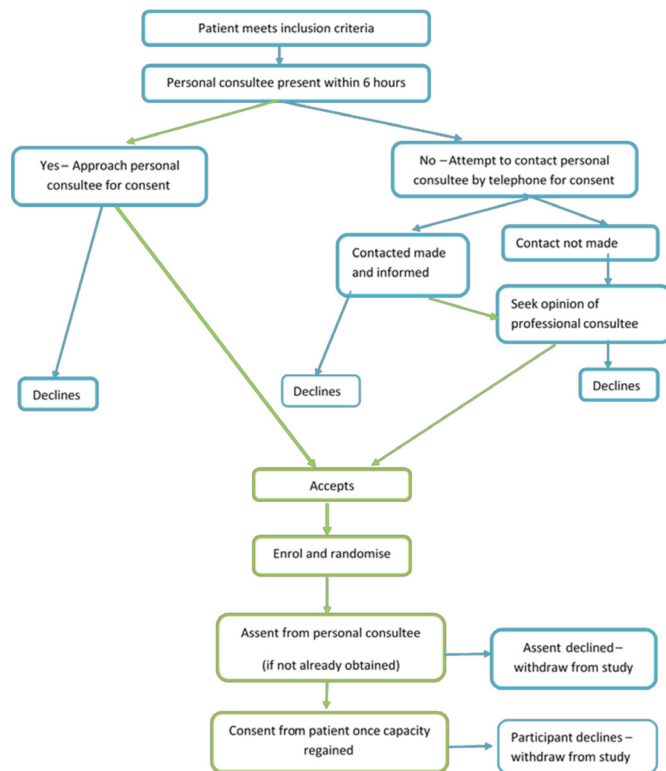 Patient meets inclusion criteria
Personal consultee present within 6 hours
Yes – Approach personal
consultee for consent
No – Attempt to contact personal
consultee by telephone for consent
Contacted made
and informed
Contact not made
Seek opinion of
professional consultee
Declines
Declines
Declines
Accepts
Enrol and randomise
Assent from personal consultee
(if not already obtained)
Assent declined –
withdraw from study
Consent from patient once capacity
regained
Participant declines –
withdraw from study